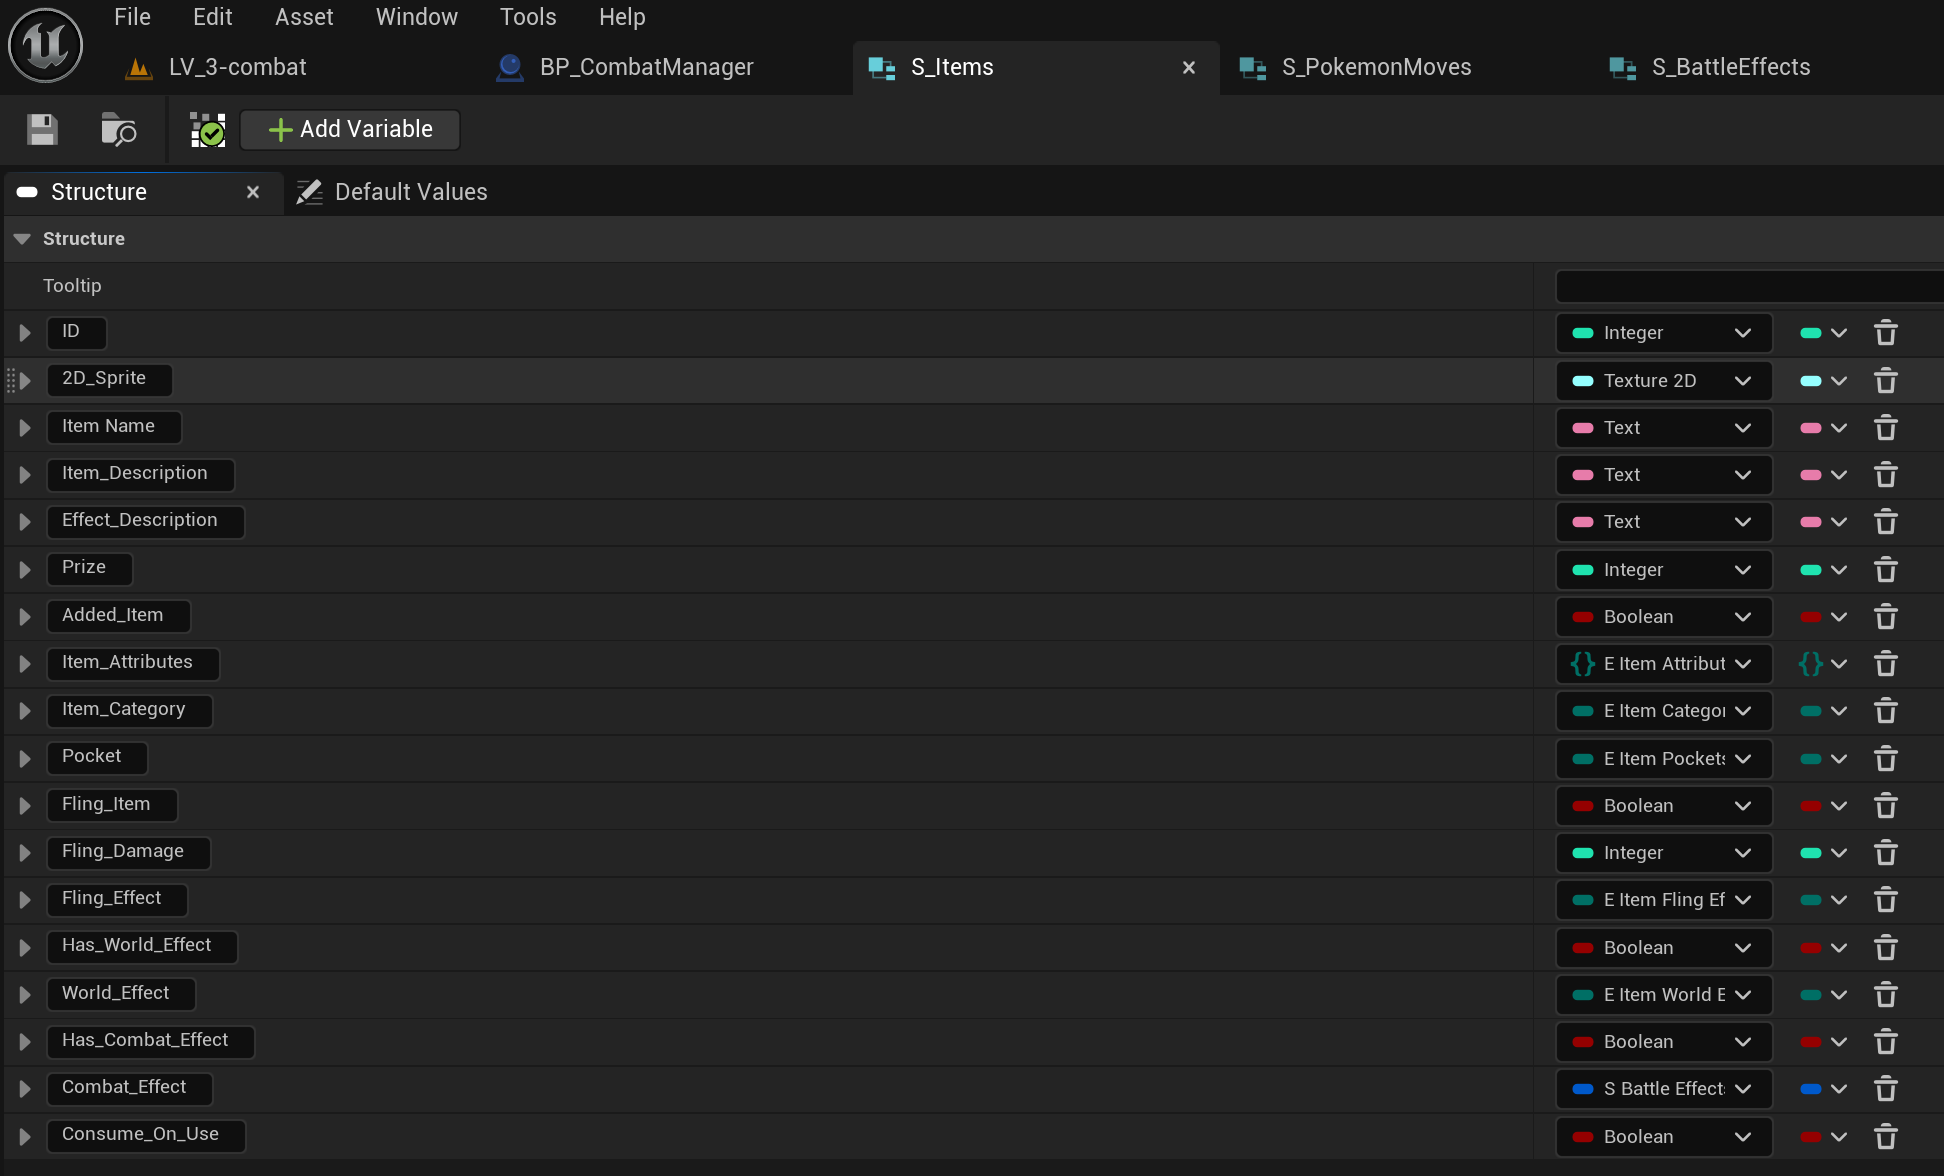 File Edit Asset Window Tools Help
LV_3-combat BP_CombatManager S_Items S_PokemonMoves S_BattleEffects
Add Variable
Structure Default Values
Structure
Tooltip
ID Integer
2D_Sprite Texture 2D
Item Name Text
Item_Description Text
Effect_Description Text
Prize Integer
Added_Item Boolean
Item_Attributes E Item Attribut
Item_Category E Item Categor
Pocket E Item Pockets
Fling_Item Boolean
Fling_Damage Integer
Fling_Effect E Item Fling Ef
Has_World_Effect Boolean
World_Effect E Item World E
Has_Combat_Effect Boolean
Combat_Effect S Battle Effect
Consume_On_Use Boolean